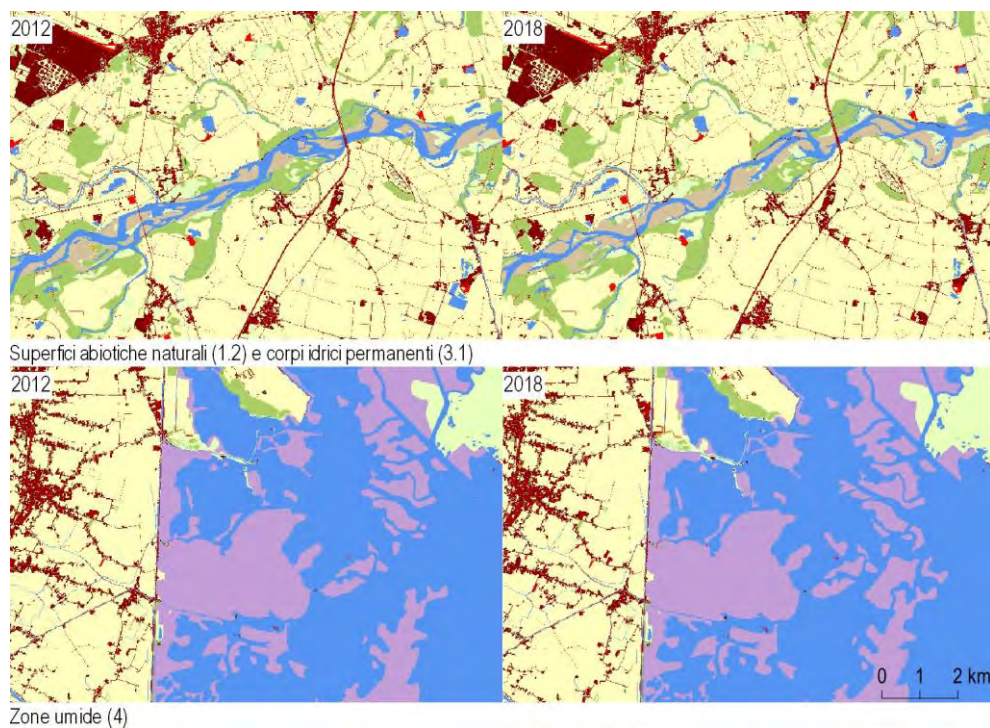 2012
2018
Superfici abiotiche naturali (1.2) e corpi idrici permanenti (3.1)
2012
2018
0 1 2 km
Zone umide (4)